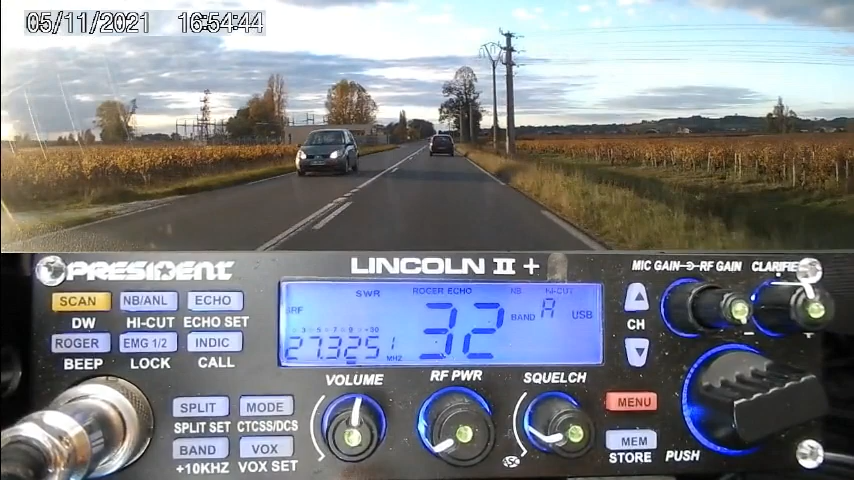 05/11/2021 16:54:44
PRESIDENT LINCOLN II + MIC GAIN RF GAIN CLARIFIER
SCAN NB/ANL ECHO
DW HI-CUT ECHO SET
ROGER EMG 1/2 INDIC
BEEP LOCK CALL
SWR ROGER ECHO NB HI-CUT
SRF 32 BAND A USB
27.3251 MHZ
CH
VOLUME RF PWR SQUELCH
SPLIT MODE
SPLIT SET CTCSS/DCS
BAND VOX
+10KHZ VOX SET
ASC
MENU
MEM
STORE PUSH